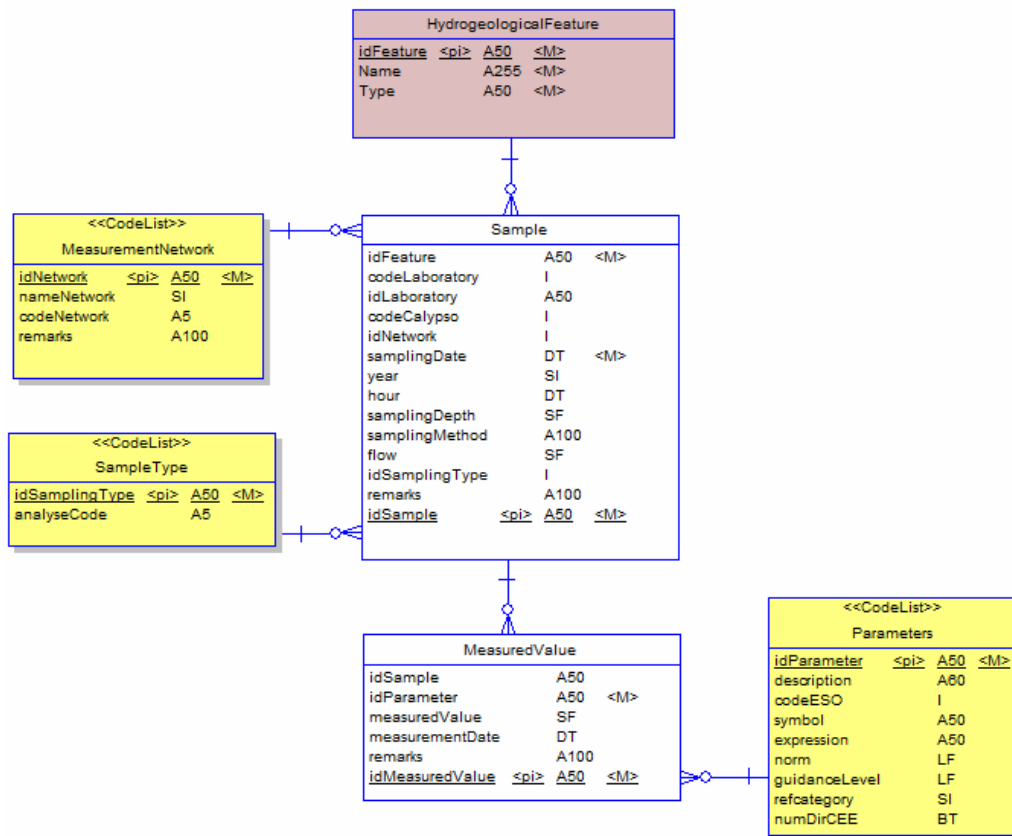 HydrogeologicalFeature
idFeature <pi> A50 <M>
Name A255 <M>
Type A50 <M>
<<CodeList>>
MeasurementNetwork
idNetwork <pi> A50 <M>
nameNetwork SI
codeNetwork A5
remarks A100
Sample
idFeature A50 <M>
codeLaboratory I
idLaboratory A50
codeCalypso I
idNetwork I
samplingDate DT <M>
year SI
hour DT
samplingDepth SF
samplingMethod A100
flow SF
idSamplingType I
remarks A100
idSample <pi> A50 <M>
<<CodeList>>
SampleType
idSamplingType <pi> A50 <M>
analyseCode A5
MeasuredValue
idSample A50
idParameter A50 <M>
measuredValue SF
measurementDate DT
remarks A100
idMeasuredValue <pi> A50 <M>
<<CodeList>>
Parameters
idParameter <pi> A50 <M>
description A60
codeESO I
symbol A50
expression A50
norm LF
guidanceLevel LF
refcategory SI
numDirCEE BT